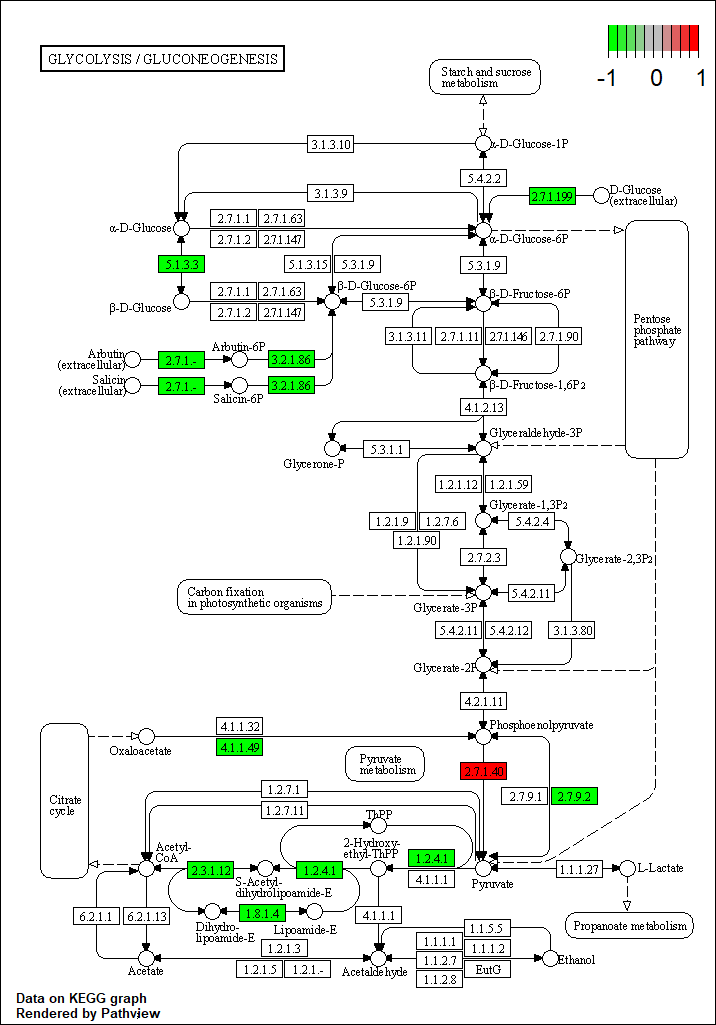 GLYCOLYSIS / GLUCONEOGENESIS
-1 0 1
Starch and sucrose
metabolism
3.1.3.10
α-D-Glucose-1P
5.4.2.2
3.1.3.9
2.7.1.199
D-Glucose
(extracellular)
α-D-Glucose
2.7.1.1
2.7.1.63
2.7.1.2
2.7.1.147
α-D-Glucose-6P
5.1.3.3
5.1.3.15
5.3.1.9
5.3.1.9
β-D-Glucose
2.7.1.1
2.7.1.63
2.7.1.2
2.7.1.147
β-D-Glucose-6P
5.3.1.9
β-D-Fructose-6P
Pentose
phosphate
pathway
3.1.3.11
2.7.1.11
2.7.1.146
2.7.1.90
Arbutin
(extracellular)
2.7.1.-
Arbutin-6P
3.2.1.86
Salicin
(extracellular)
2.7.1.-
Salicin-6P
3.2.1.86
β-D-Fructose-1,6P2
4.1.2.13
Glyceraldehyde-3P
5.3.1.1
Glycerone-P
1.2.1.12
1.2.1.59
Glycerate-1,3P2
1.2.1.9
1.2.7.6
1.2.1.90
5.4.2.4
2.7.2.3
Glycerate-2,3P2
Carbon fixation
in photosynthetic organisms
5.4.2.11
Glycerate-3P
5.4.2.11
5.4.2.12
3.1.3.80
Glycerate-2P
4.2.1.11
4.1.1.32
Oxaloacetate
4.1.1.49
Phosphoenolpyruvate
Pyruvate
metabolism
2.7.1.40
Citrate
cycle
1.2.7.1
2.7.9.1
2.7.9.2
1.2.7.11
ThPP
Acetyl-
CoA
2-Hydroxy-
ethyl-ThPP
2.3.1.12
1.2.4.1
1.2.4.1
4.1.1.1
S-Acetyl-
dihydrolipoamide-E
Pyruvate
1.1.1.27
L-Lactate
6.2.1.1
6.2.1.13
1.8.1.4
Dihydro-
lipoamide-E
Lipoamide-E
4.1.1.1
Propanoate metabolism
1.1.5.5
1.2.1.3
1.1.1.1
1.1.1.2
Acetate
1.2.1.5
1.2.1.-
Acetaldehyde
1.1.2.7
EutG
1.1.2.8
Ethanol
Data on KEGG graph
Rendered by Pathview